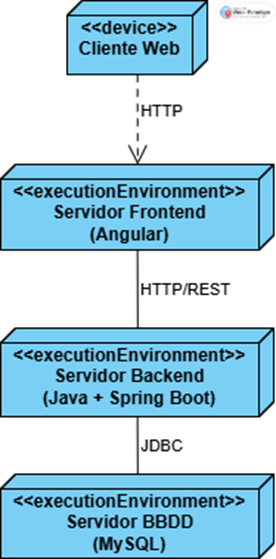 <<device>>
Cliente Web
HTTP
<<executionEnvironment>>
Servidor Frontend
(Angular)
HTTP/REST
<<executionEnvironment>>
Servidor Backend
(Java + Spring Boot)
JDBC
<<executionEnvironment>>
Servidor BBDD
(MySQL)